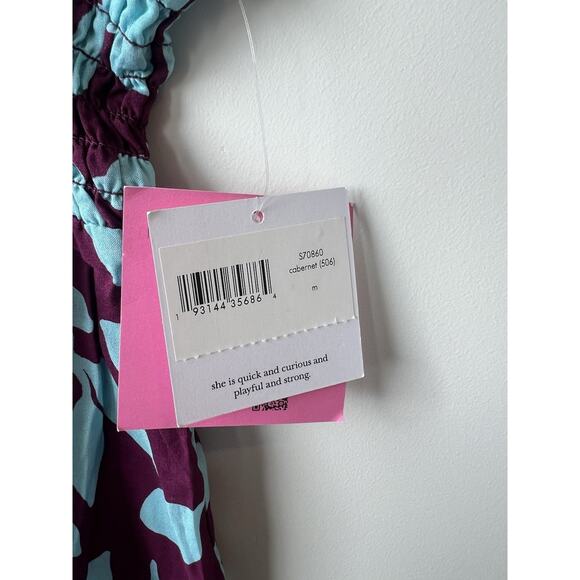 S70860
cabernet (506)
m
1 93144 35686 4
she is quick and curious and
playful and strong.